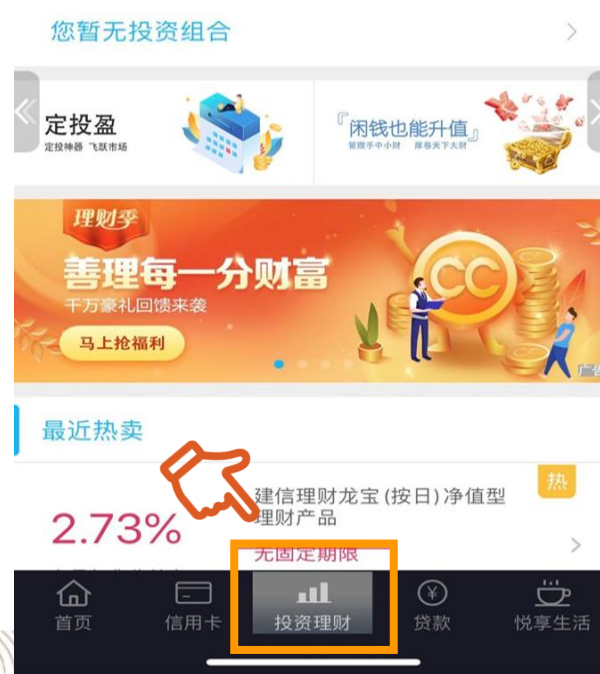 您暂无投资组合
定投盈
定投神器 飞跃市场
『闲钱也能升值』
管理手中小财 席卷天下大财
理财季
善理每一分财富
千万豪礼回馈来袭
马上抢福利
CC
广告
最近热卖
热
建信理财龙宝(按日)净值型
理财产品
2.73%
无固定期限
首页
信用卡
投资理财
贷款
悦享生活